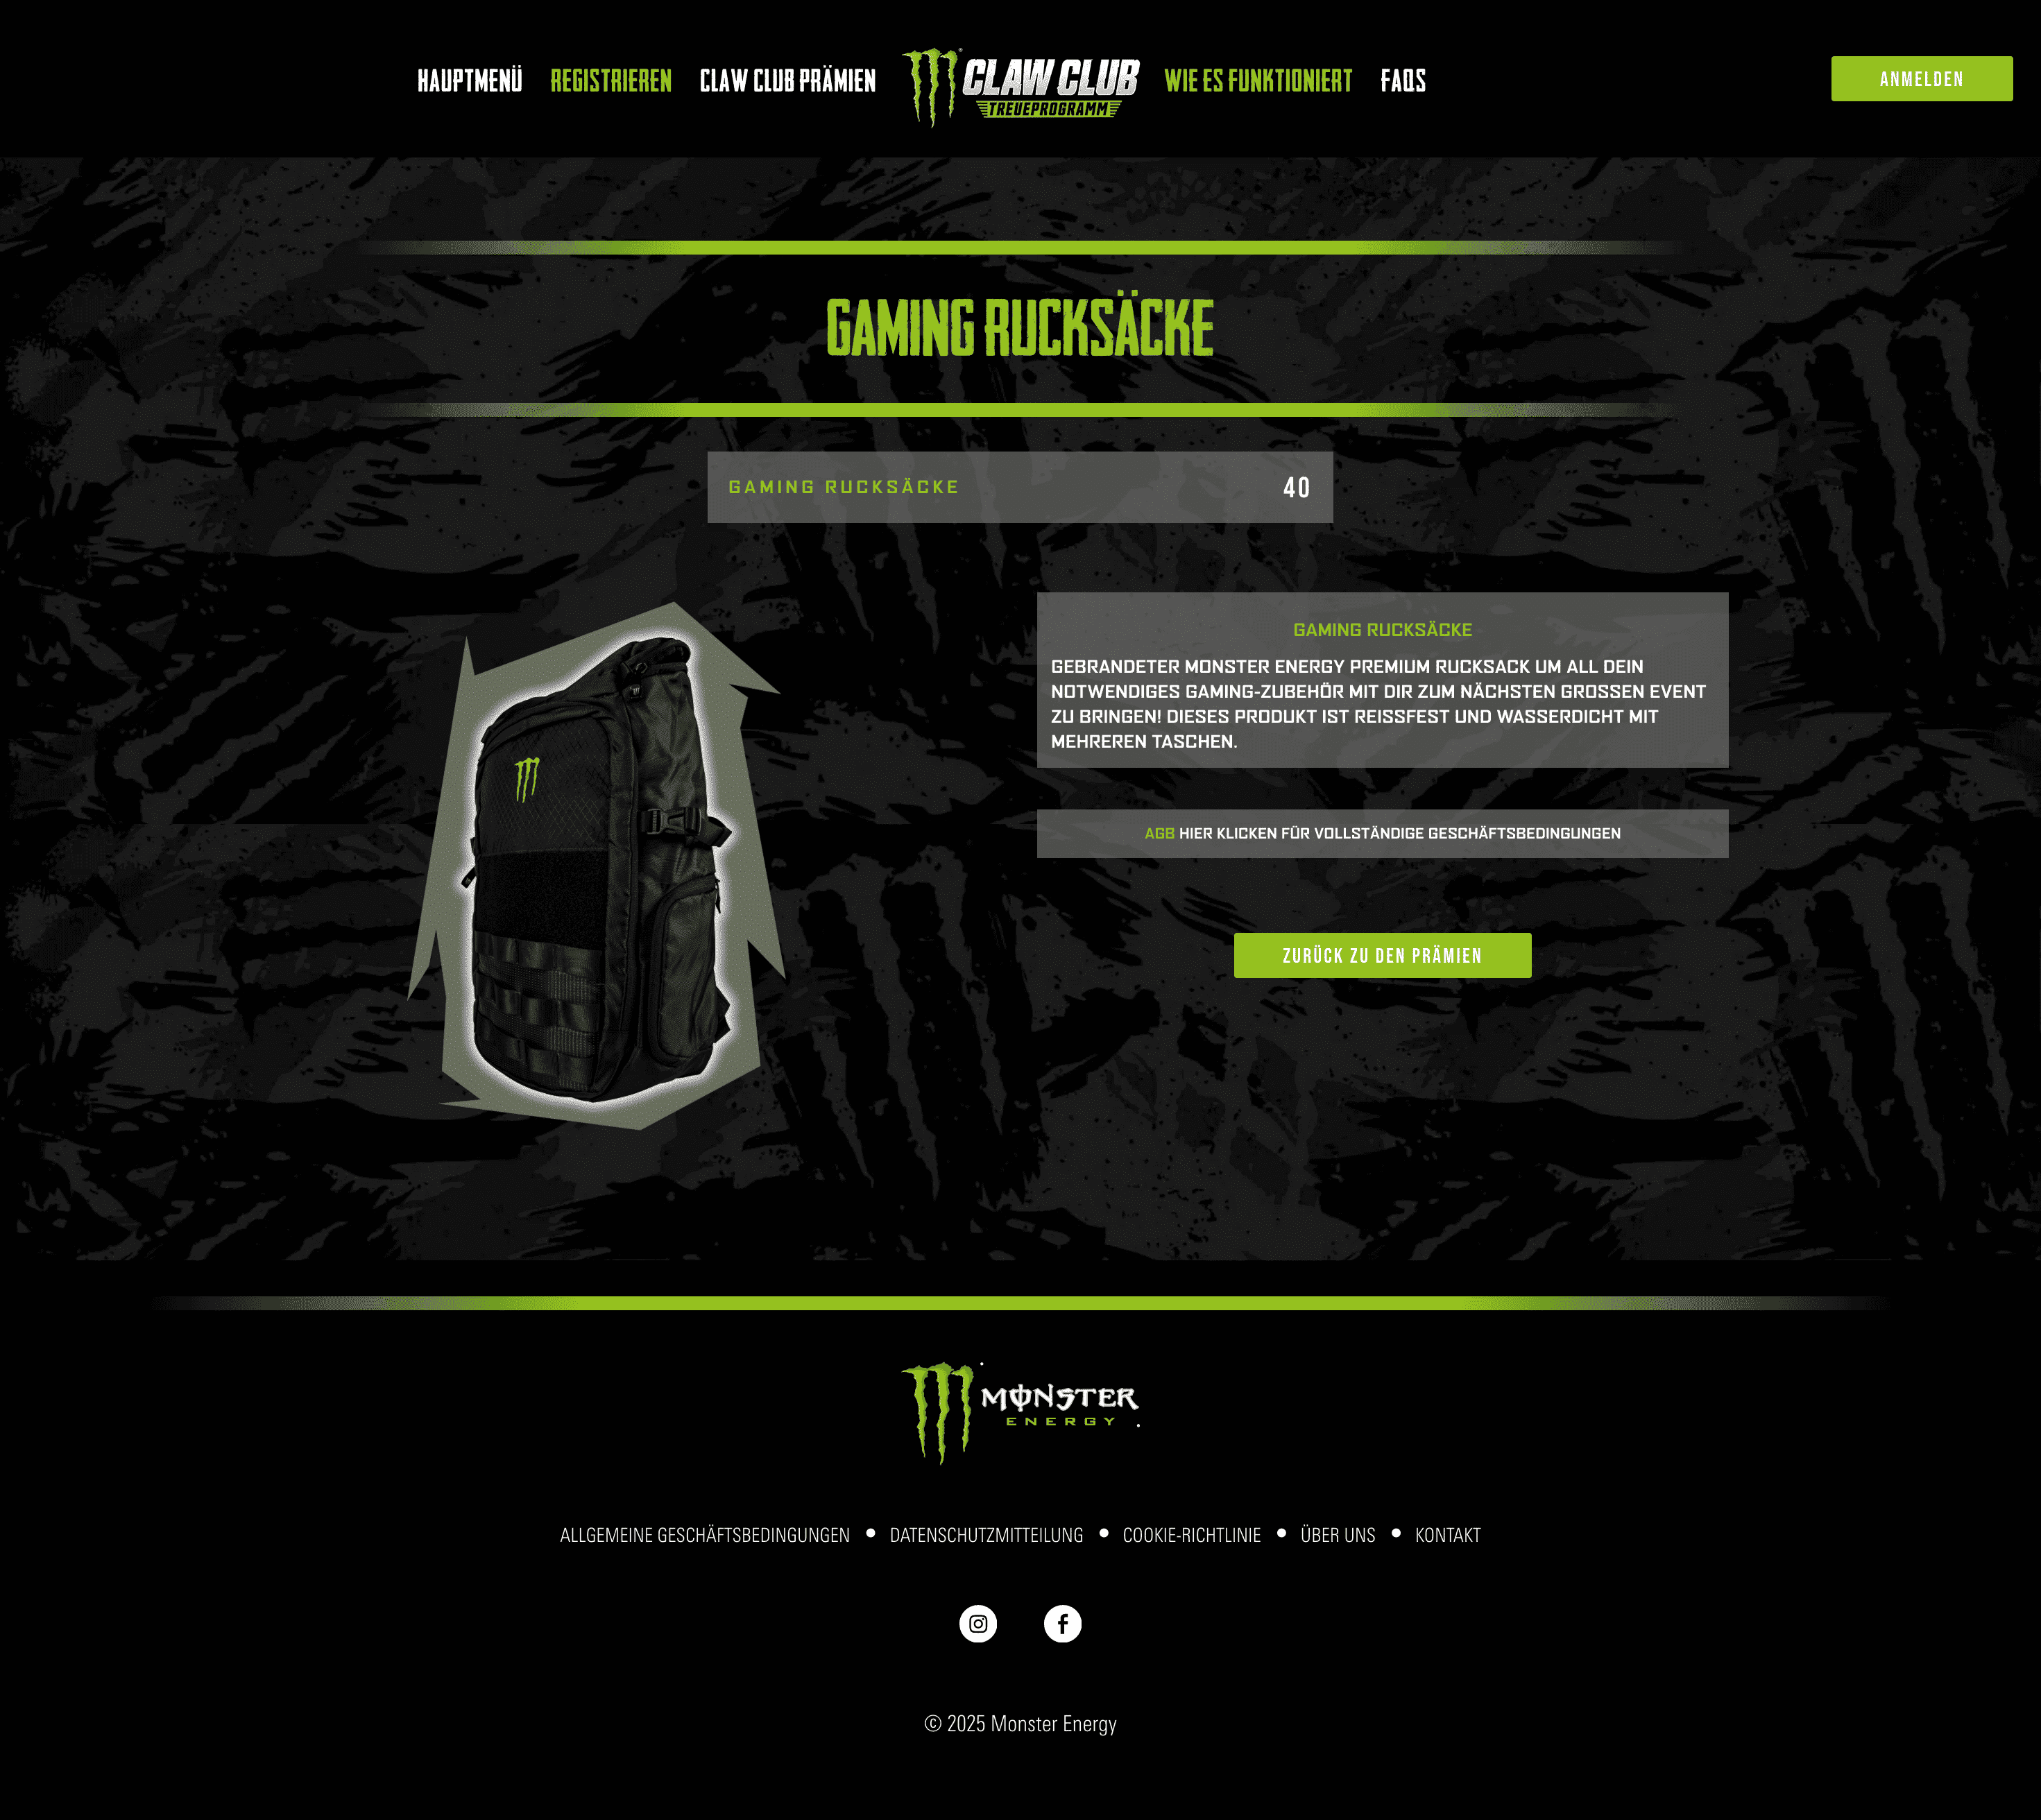 HAUPTMENÜ
REGISTRIEREN
CLAW CLUB PRÄMIEN
CLAW CLUB
TREUEPROGRAMM
WIE ES FUNKTIONIERT
FAQS
ANMELDEN
GAMING RUCKSÄCKE
GAMING RUCKSÄCKE
40
GAMING RUCKSÄCKE
GEBRANDETER MONSTER ENERGY PREMIUM RUCKSACK UM ALL DEIN
NOTWENDIGES GAMING-ZUBEHÖR MIT DIR ZUM NÄCHSTEN GROSSEN EVENT
ZU BRINGEN! DIESES PRODUKT IST REISSFEST UND WASSERDICHT MIT
MEHREREN TASCHEN.
AGB HIER KLICKEN FÜR VOLLSTÄNDIGE GESCHÄFTSBEDINGUNGEN
ZURÜCK ZU DEN PRÄMIEN
MONSTER
ENERGY
ALLGEMEINE GESCHÄFTSBEDINGUNGEN • DATENSCHUTZMITTEILUNG • COOKIE-RICHTLINIE • ÜBER UNS • KONTAKT
© 2025 Monster Energy